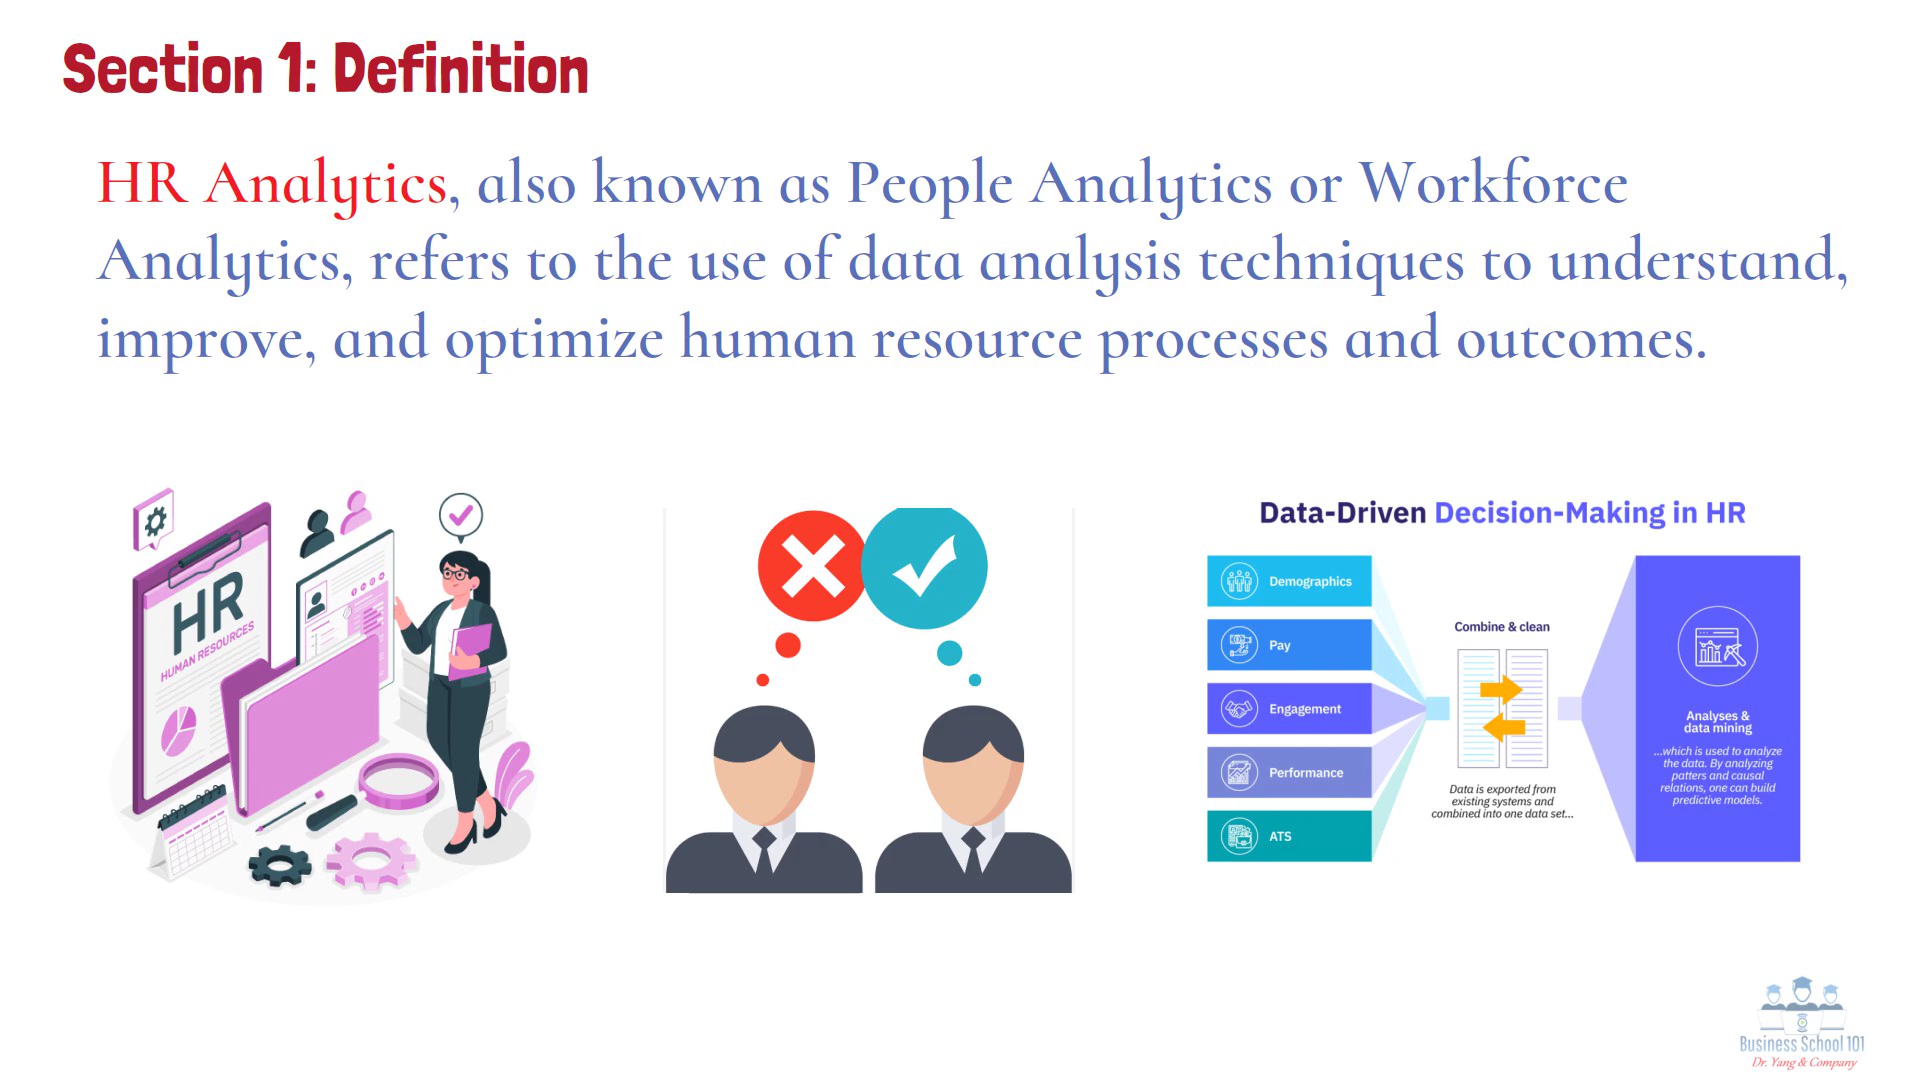 Section 1: Definition
HR Analytics, also known as People Analytics or Workforce
Analytics, refers to the use of data analysis techniques to understand,
improve, and optimize human resource processes and outcomes.
HR
HUMAN RESOURCES
Data-Driven Decision-Making in HR
Demographics
Pay
Engagement
Performance
ATS
Combine & clean
Data is exported from
existing systems and
combined into one data set...
Analyses &
data mining
...which is used to analyze
the data. By analyzing
patters and causal
relations, one can build
predictive models.
Business School 101
Dr. Yang & Company